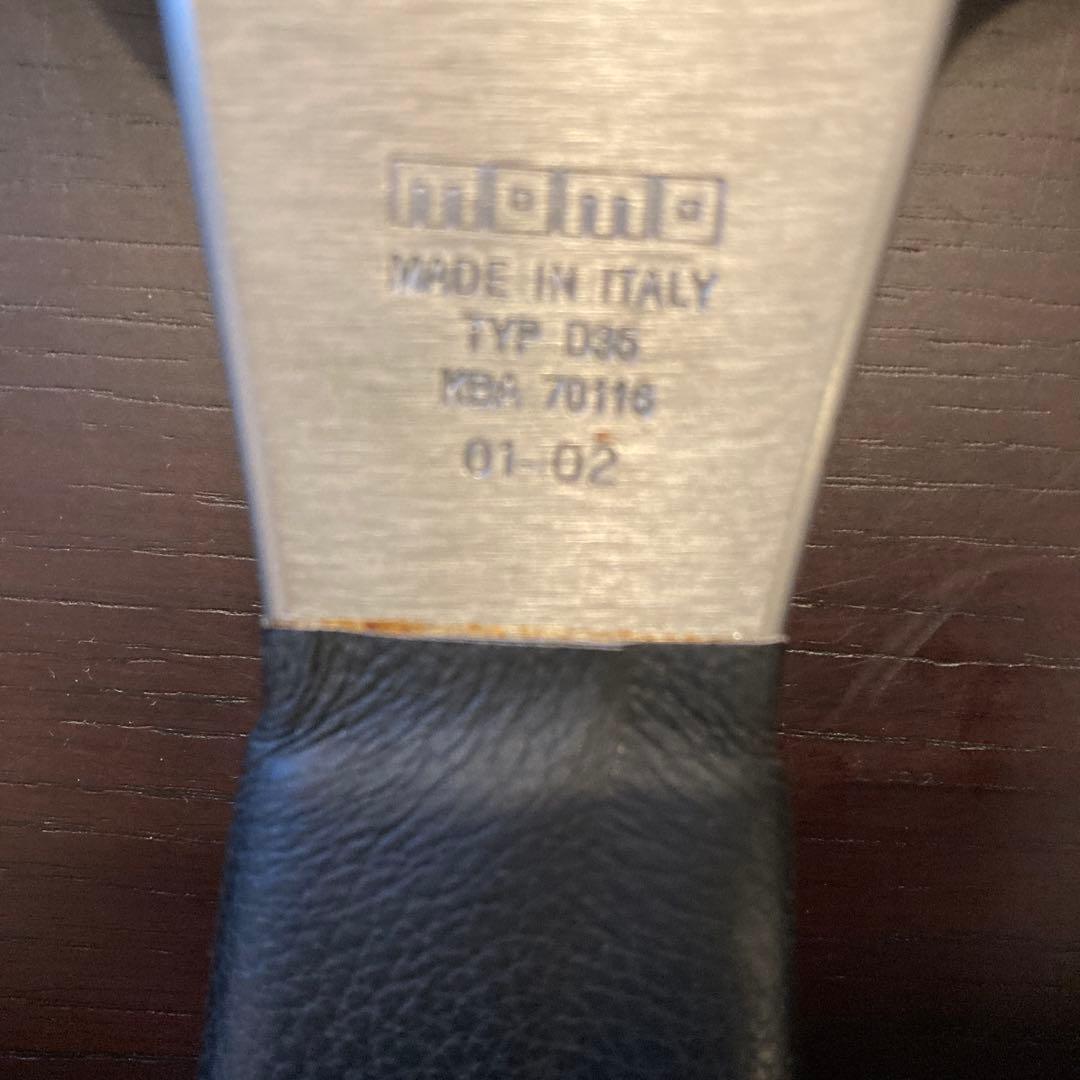 momo
MADE IN ITALY
TYP D35
KBA 70116
01-02